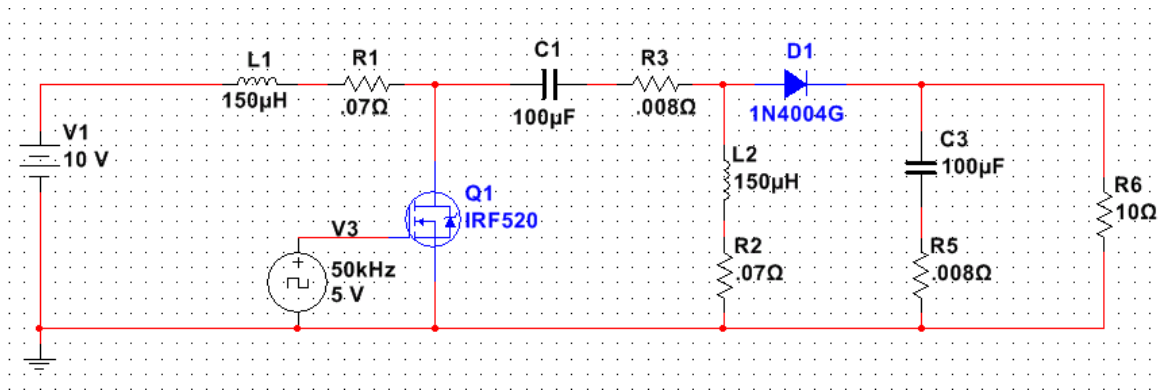 L1
150µH
R1
.07Ω
C1
100µF
R3
.008Ω
D1
1N4004G
V1
10 V
L2
150µH
C3
100µF
R6
10Ω
Q1
IRF520
V3
50kHz
5 V
R2
.07Ω
R5
.008Ω